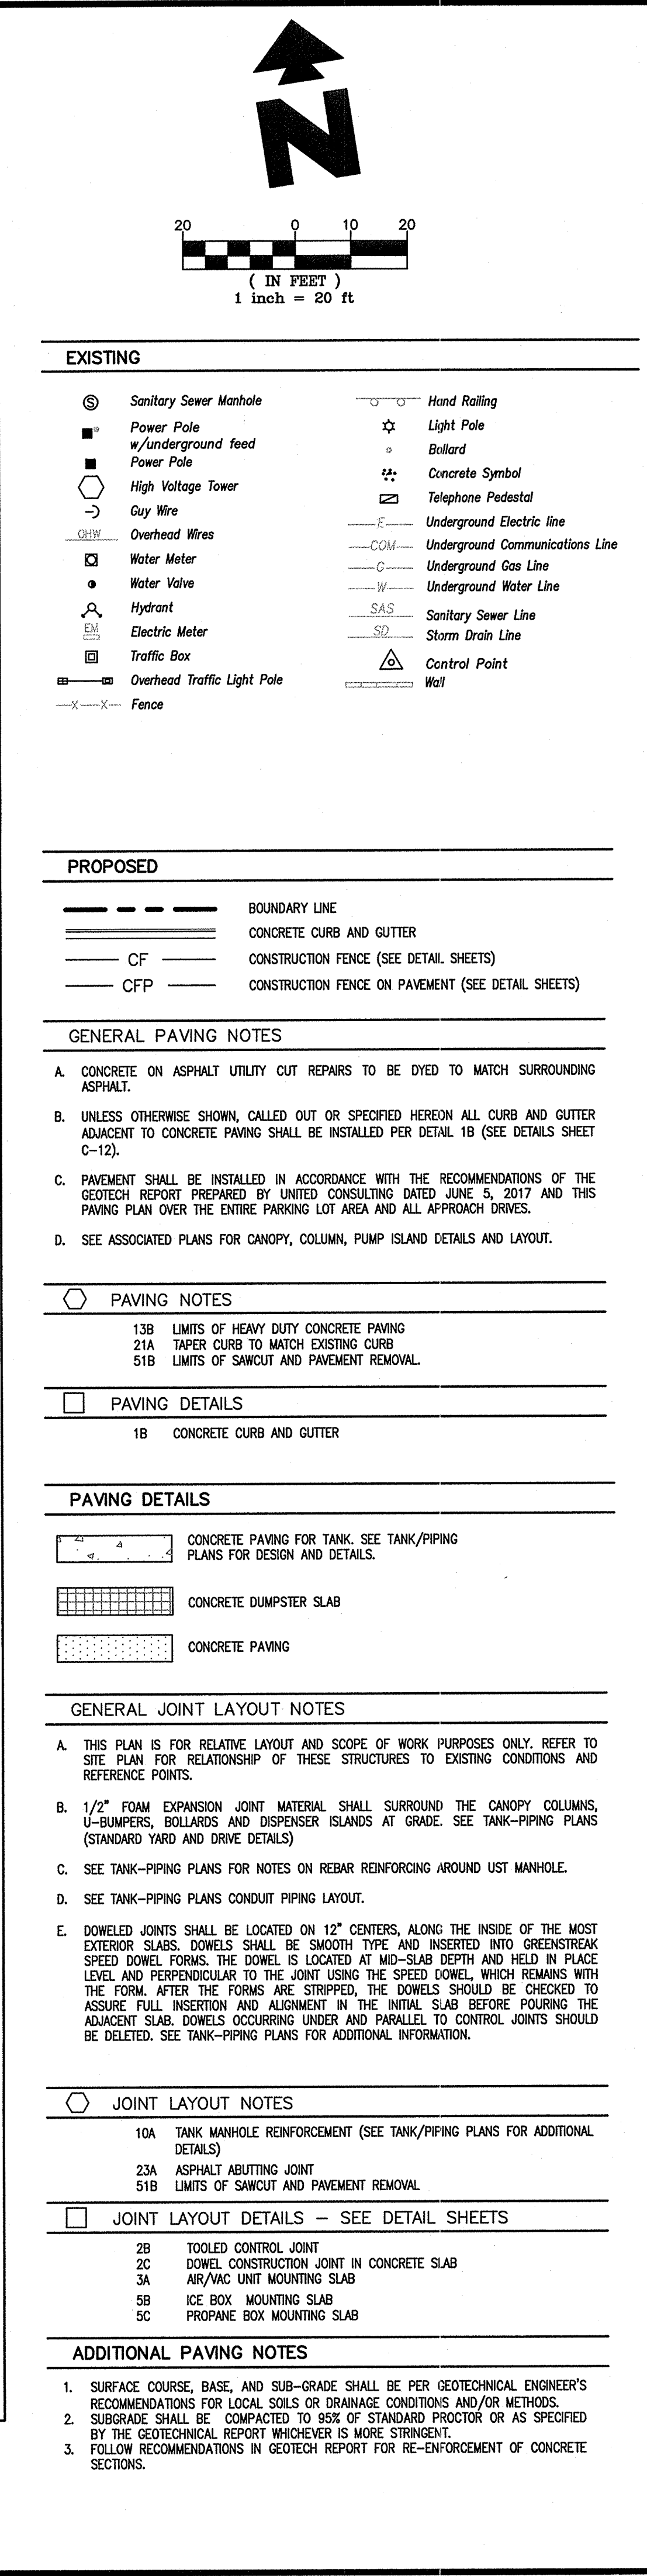 N
20 0 10 20
( IN FEET )
1 inch = 20 ft
EXISTING
Sanitary Sewer Manhole
Power Pole
w/underground feed
Power Pole
High Voltage Tower
Guy Wire
OHW Overhead Wires
Water Meter
Water Valve
Hydrant
EM Electric Meter
Traffic Box
Overhead Traffic Light Pole
X X Fence
Hand Railing
Light Pole
Bollard
Concrete Symbol
Telephone Pedestal
E Underground Electric line
COM Underground Communications Line
G Underground Gas Line
W Underground Water Line
SAS Sanitary Sewer Line
SD Storm Drain Line
Control Point
Wall
PROPOSED
BOUNDARY LINE
CONCRETE CURB AND GUTTER
CF CONSTRUCTION FENCE (SEE DETAIL SHEETS)
CFP CONSTRUCTION FENCE ON PAVEMENT (SEE DETAIL SHEETS)
GENERAL PAVING NOTES
A. CONCRETE ON ASPHALT UTILITY CUT REPAIRS TO BE DYED TO MATCH SURROUNDING
ASPHALT.
B. UNLESS OTHERWISE SHOWN, CALLED OUT OR SPECIFIED HEREON ALL CURB AND GUTTER
ADJACENT TO CONCRETE PAVING SHALL BE INSTALLED PER DETAIL 1B (SEE DETAILS SHEET
C-12).
C. PAVEMENT SHALL BE INSTALLED IN ACCORDANCE WITH THE RECOMMENDATIONS OF THE
GEOTECH REPORT PREPARED BY UNITED CONSULTING DATED JUNE 5, 2017 AND THIS
PAVING PLAN OVER THE ENTIRE PARKING LOT AREA AND ALL APPROACH DRIVES.
D. SEE ASSOCIATED PLANS FOR CANOPY, COLUMN, PUMP ISLAND DETAILS AND LAYOUT.
PAVING NOTES
13B LIMITS OF HEAVY DUTY CONCRETE PAVING
21A TAPER CURB TO MATCH EXISTING CURB
51B LIMITS OF SAWCUT AND PAVEMENT REMOVAL.
PAVING DETAILS
1B CONCRETE CURB AND GUTTER
PAVING DETAILS
CONCRETE PAVING FOR TANK. SEE TANK/PIPING
PLANS FOR DESIGN AND DETAILS.
CONCRETE DUMPSTER SLAB
CONCRETE PAVING
GENERAL JOINT LAYOUT NOTES
A. THIS PLAN IS FOR RELATIVE LAYOUT AND SCOPE OF WORK PURPOSES ONLY. REFER TO
SITE PLAN FOR RELATIONSHIP OF THESE STRUCTURES TO EXISTING CONDITIONS AND
REFERENCE POINTS.
B. 1/2" FOAM EXPANSION JOINT MATERIAL SHALL SURROUND THE CANOPY COLUMNS,
U-BUMPERS, BOLLARDS AND DISPENSER ISLANDS AT GRADE. SEE TANK-PIPING PLANS
(STANDARD YARD AND DRIVE DETAILS)
C. SEE TANK-PIPING PLANS FOR NOTES ON REBAR REINFORCING AROUND UST MANHOLE.
D. SEE TANK-PIPING PLANS CONDUIT PIPING LAYOUT.
E. DOWELED JOINTS SHALL BE LOCATED ON 12" CENTERS, ALONG THE INSIDE OF THE MOST
EXTERIOR SLABS. DOWELS SHALL BE SMOOTH TYPE AND INSERTED INTO GREENSTREAK
SPEED DOWEL FORMS. THE DOWEL IS LOCATED AT MID-SLAB DEPTH AND HELD IN PLACE
LEVEL AND PERPENDICULAR TO THE JOINT USING THE SPEED DOWEL, WHICH REMAINS WITH
THE FORM. AFTER THE FORMS ARE STRIPPED, THE DOWELS SHOULD BE CHECKED TO
ASSURE FULL INSERTION AND ALIGNMENT IN THE INITIAL SLAB BEFORE POURING THE
ADJACENT SLAB. DOWELS OCCURRING UNDER AND PARALLEL TO CONTROL JOINTS SHOULD
BE DELETED. SEE TANK-PIPING PLANS FOR ADDITIONAL INFORMATION.
JOINT LAYOUT NOTES
10A TANK MANHOLE REINFORCEMENT (SEE TANK/PIPING PLANS FOR ADDITIONAL
DETAILS)
23A ASPHALT ABUTTING JOINT
51B LIMITS OF SAWCUT AND PAVEMENT REMOVAL
JOINT LAYOUT DETAILS – SEE DETAIL SHEETS
2B TOOLED CONTROL JOINT
2C DOWEL CONSTRUCTION JOINT IN CONCRETE SLAB
3A AIR/VAC UNIT MOUNTING SLAB
5B ICE BOX MOUNTING SLAB
5C PROPANE BOX MOUNTING SLAB
ADDITIONAL PAVING NOTES
1. SURFACE COURSE, BASE, AND SUB-GRADE SHALL BE PER GEOTECHNICAL ENGINEER'S
RECOMMENDATIONS FOR LOCAL SOILS OR DRAINAGE CONDITIONS AND/OR METHODS.
2. SUBGRADE SHALL BE COMPACTED TO 95% OF STANDARD PROCTOR OR AS SPECIFIED
BY THE GEOTECHNICAL REPORT WHICHEVER IS MORE STRINGENT.
3. FOLLOW RECOMMENDATIONS IN GEOTECH REPORT FOR RE-ENFORCEMENT OF CONCRETE
SECTIONS.